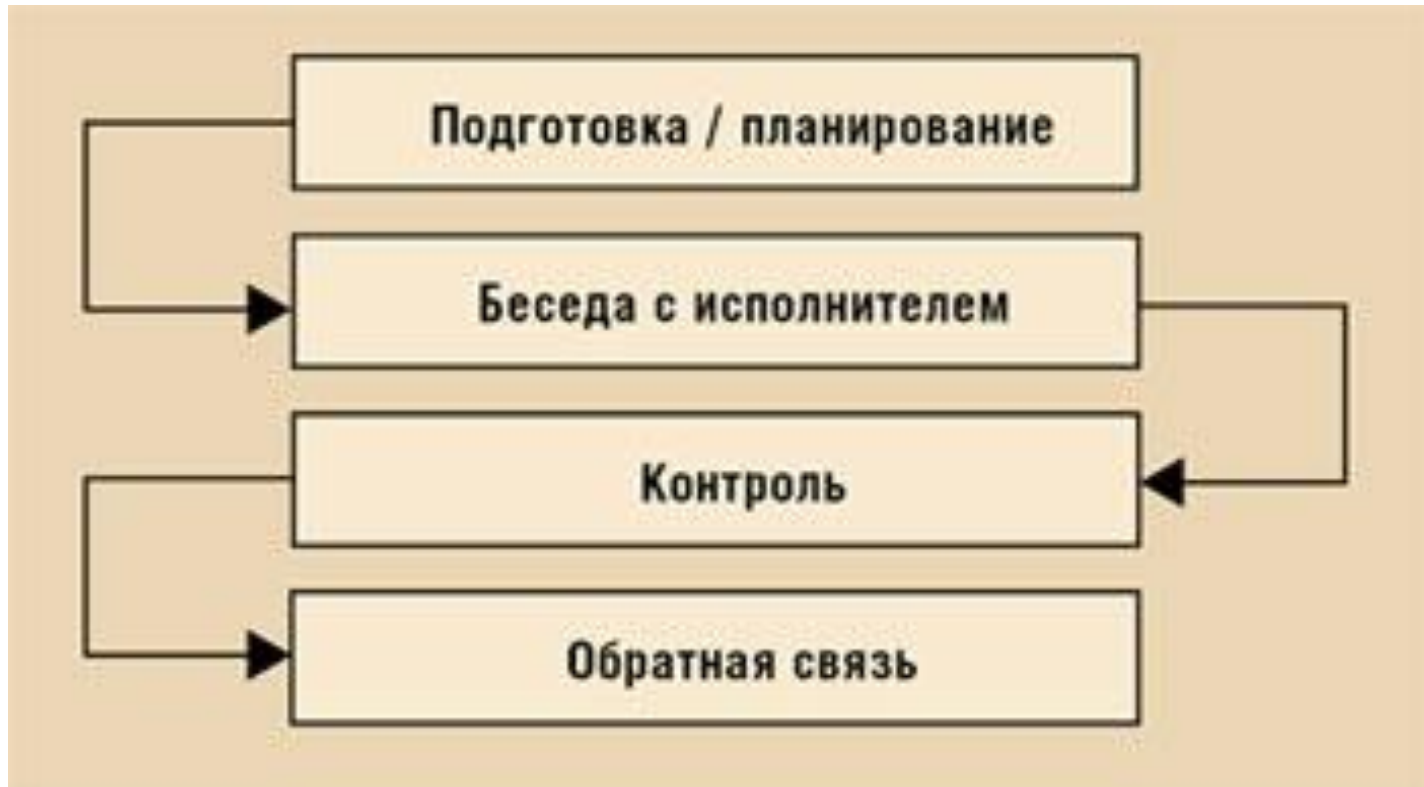 Подготовка / планирование
Беседа с исполнителем
Контроль
Обратная связь